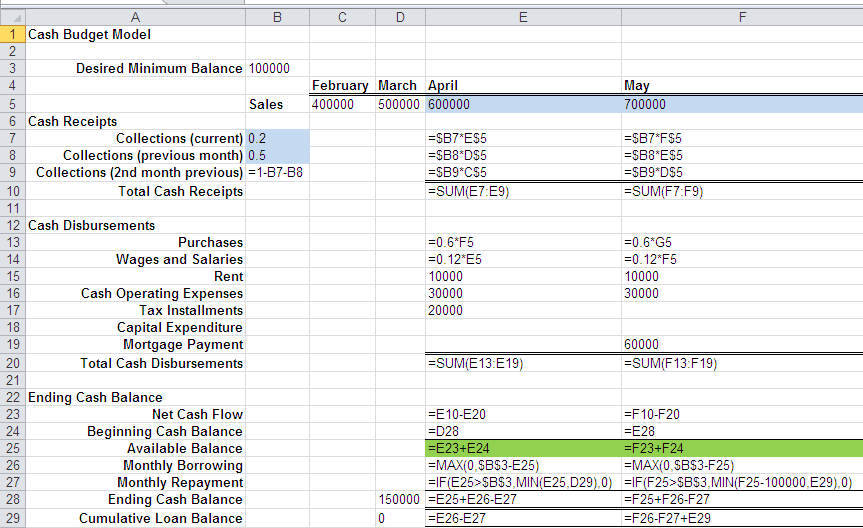 A B C D E F
1 Cash Budget Model
2
3 Desired Minimum Balance 100000
4 February March April May
5 Sales 400000 500000 600000 700000
6 Cash Receipts
7 Collections (current) 0.2 =$B7*E$5 =$B7*F$5
8 Collections (previous month) 0.5 =$B8*D$5 =$B8*E$5
9 Collections (2nd month previous) =1-B7-B8 =$B9*C$5 =$B9*D$5
10 Total Cash Receipts =SUM(E7:E9) =SUM(F7:F9)
11
12 Cash Disbursements
13 Purchases =0.6*F5 =0.6*G5
14 Wages and Salaries =0.12*E5 =0.12*F5
15 Rent 10000 10000
16 Cash Operating Expenses 30000 30000
17 Tax Installments 20000
18 Capital Expenditure
19 Mortgage Payment 60000
20 Total Cash Disbursements =SUM(E13:E19) =SUM(F13:F19)
21
22 Ending Cash Balance
23 Net Cash Flow =E10-E20 =F10-F20
24 Beginning Cash Balance =D28 =E28
25 Available Balance =E23+E24 =F23+F24
26 Monthly Borrowing =MAX(0,$B$3-E25) =MAX(0,$B$3-F25)
27 Monthly Repayment =IF(E25>$B$3,MIN(E25,D29),0) =IF(F25>$B$3,MIN(F25-100000,E29),0)
28 Ending Cash Balance 150000 =E25+E26-E27 =F25+F26-F27
29 Cumulative Loan Balance 0 =E26-E27 =F26-F27+E29